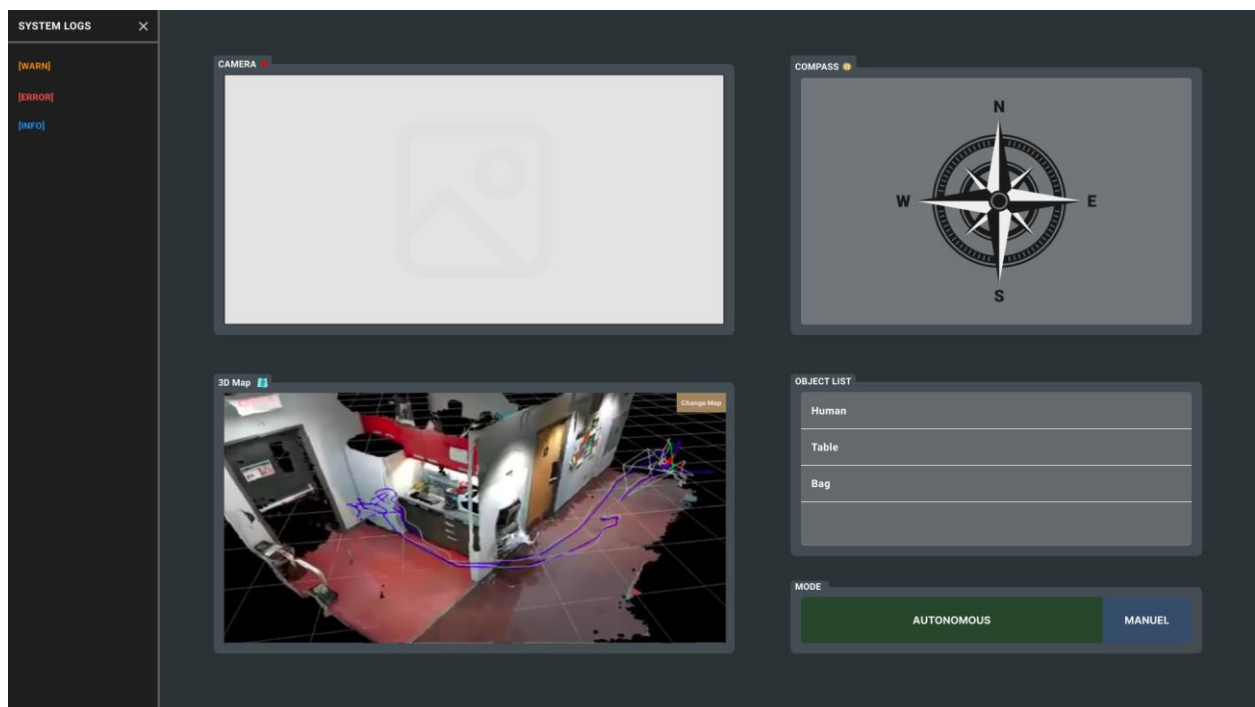 SYSTEM LOGS
[WARN]
[ERROR]
[INFO]
CAMERA
COMPASS
N
W
E
S
3D Map
Change Map
OBJECT LIST
Human
Table
Bag
MODE
AUTONOMOUS
MANUEL